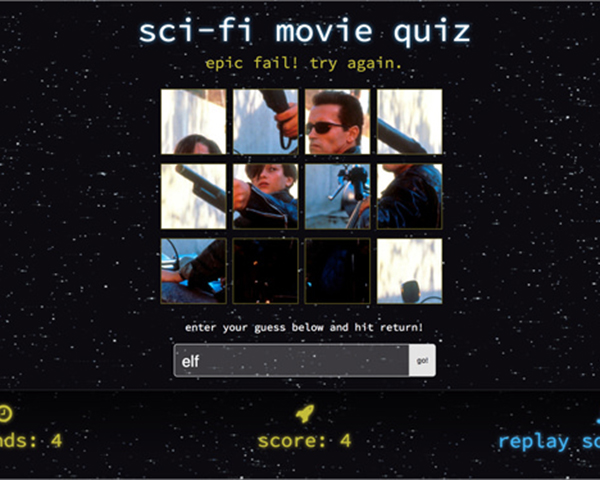 sci-fi movie quiz
epic fail! try again.
enter your guess below and hit return!
elf
go!
nds: 4
score: 4
replay sc